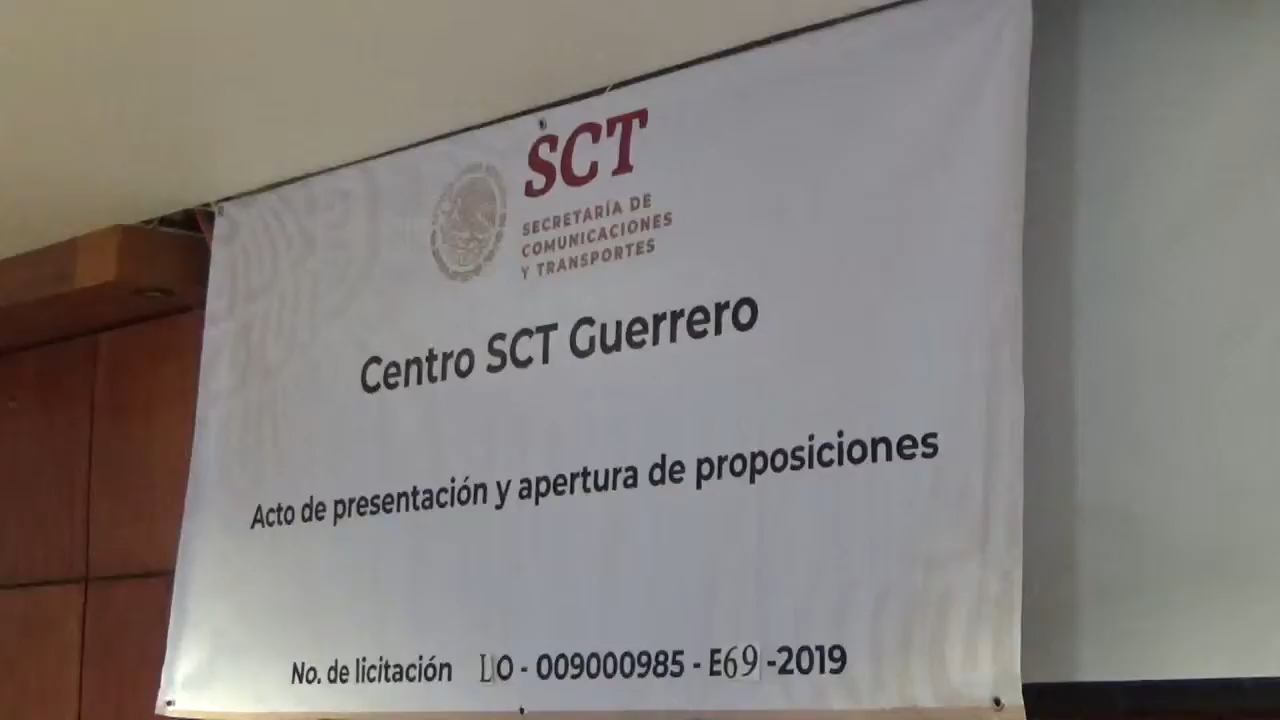 SCT
SECRETARÍA DE
COMUNICACIONES
Y TRANSPORTES
Centro SCT Guerrero
Acto de presentación y apertura de proposiciones
No. de licitación LO - 009000985 - E69 -2019